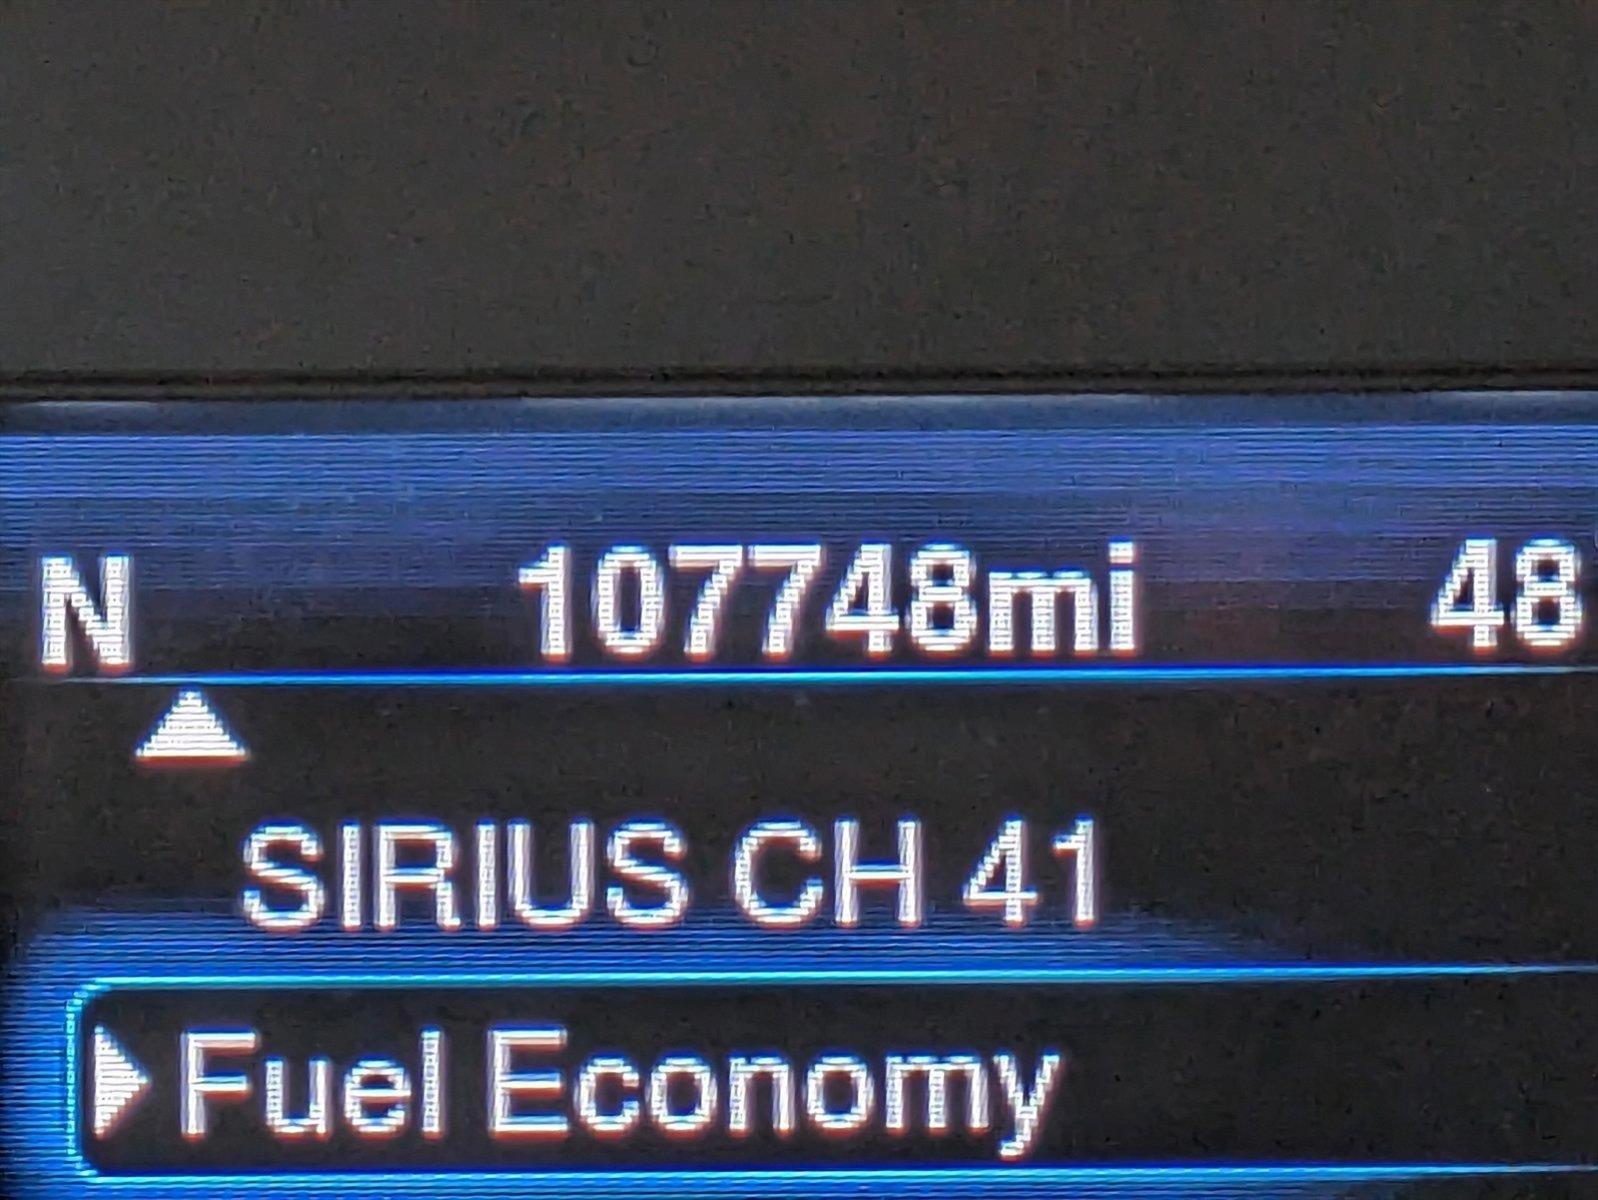 N 107748mi 48
SIRIUS CH 41
Fuel Economy